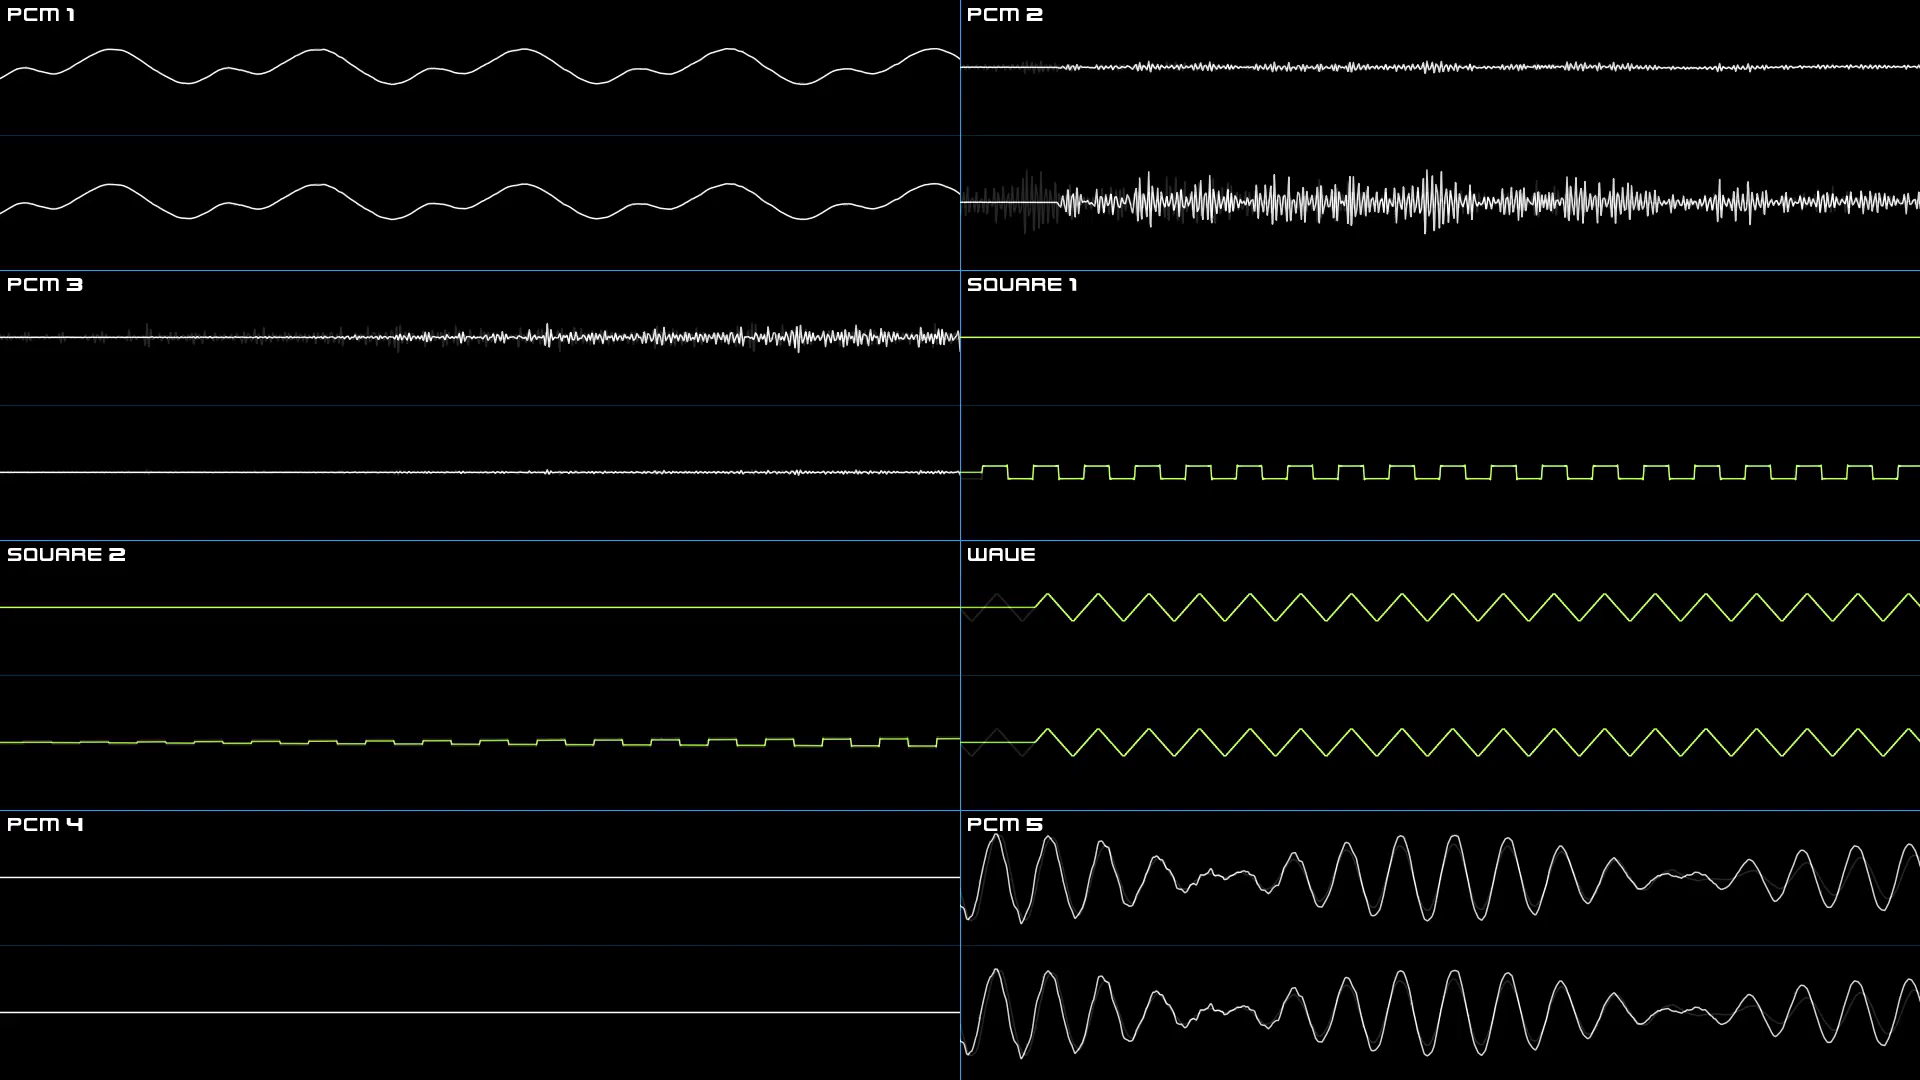 PCM 1
PCM 2
PCM 3
SQUARE 1
SQUARE 2
WAVE
PCM 4
PCM 5